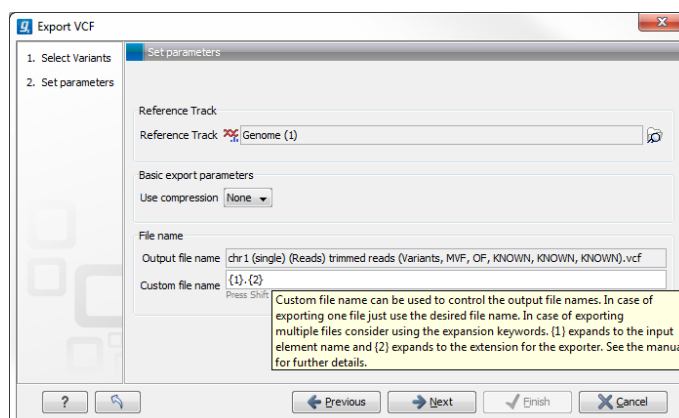 Export VCF
1. Select Variants
2. Set parameters
Set parameters
Reference Track
Reference Track Genome (1)
Basic export parameters
Use compression None
File name
Output file name chr1 (single) (Reads) trimmed reads (Variants, MVF, OF, KNOWN, KNOWN, KNOWN).vcf
Custom file name {1}.{2}
Press Shift
Custom file name can be used to control the output file names. In case of
exporting one file just use the desired file name. In case of exporting
multiple files consider using the expansion keywords. {1} expands to the input
element name and {2} expands to the extension for the exporter. See the manua
for further details.
? Previous Next Finish Cancel